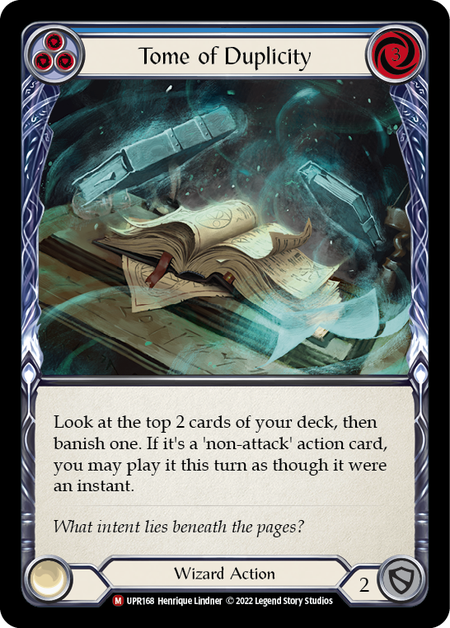 Tome of Duplicity
3
Look at the top 2 cards of your deck, then
banish one. If it's a 'non-attack' action card,
you may play it this turn as though it were
an instant.
What intent lies beneath the pages?
Wizard Action
2
M UPR168 Henrique Lindner © 2022 Legend Story Studios